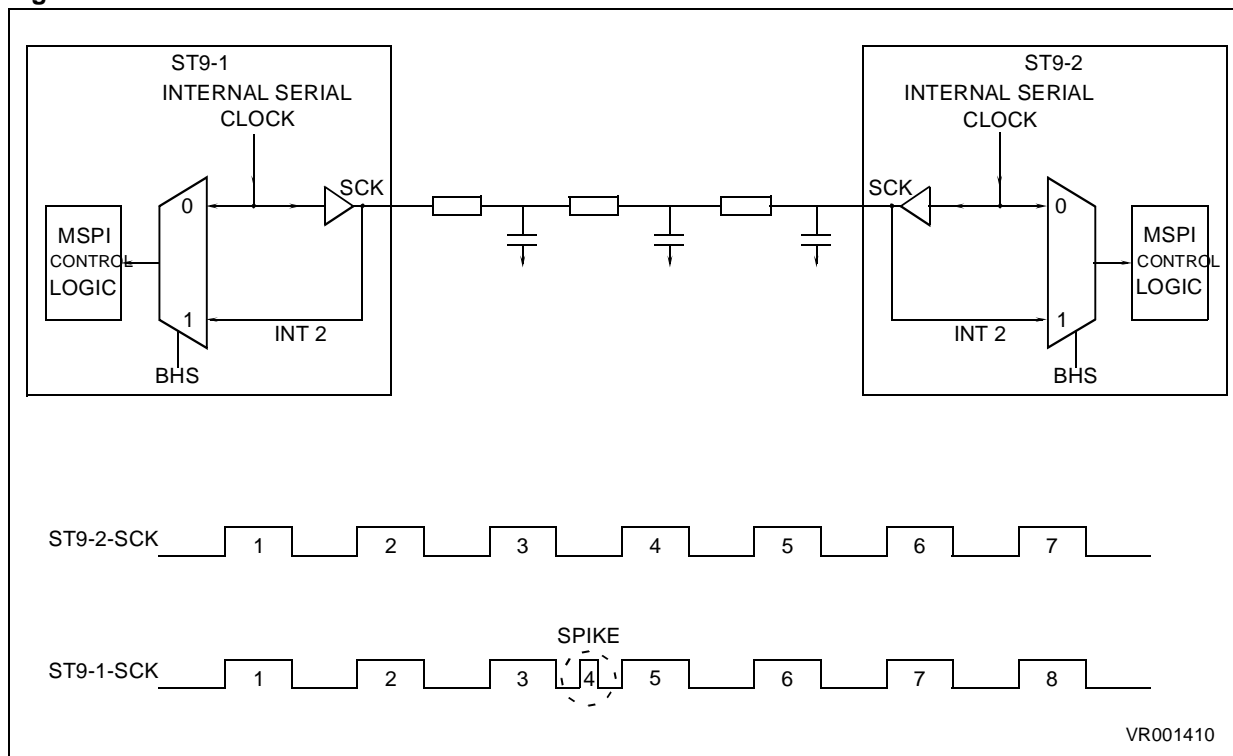 ST9-1
INTERNAL SERIAL
CLOCK
SCK
0
MSPI
CONTROL
LOGIC
1
INT 2
BHS
ST9-2
INTERNAL SERIAL
CLOCK
SCK
0
MSPI
CONTROL
LOGIC
1
INT 2
BHS
ST9-2-SCK 1 2 3 4 5 6 7
SPIKE
ST9-1-SCK 1 2 3 4 5 6 7 8
VR001410